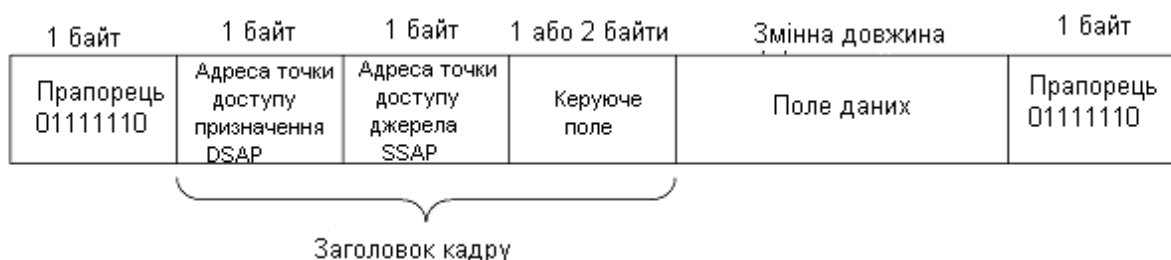 1 байт
1 байт
1 байт
1 або 2 байти
Змінна довжина
1 байт
Прапорець
01111110
Адреса точки
доступу
призначення
DSAP
Адреса точки
доступу
джерела
SSAP
Керуюче
поле
Поле даних
Прапорець
01111110
Заголовок кадру